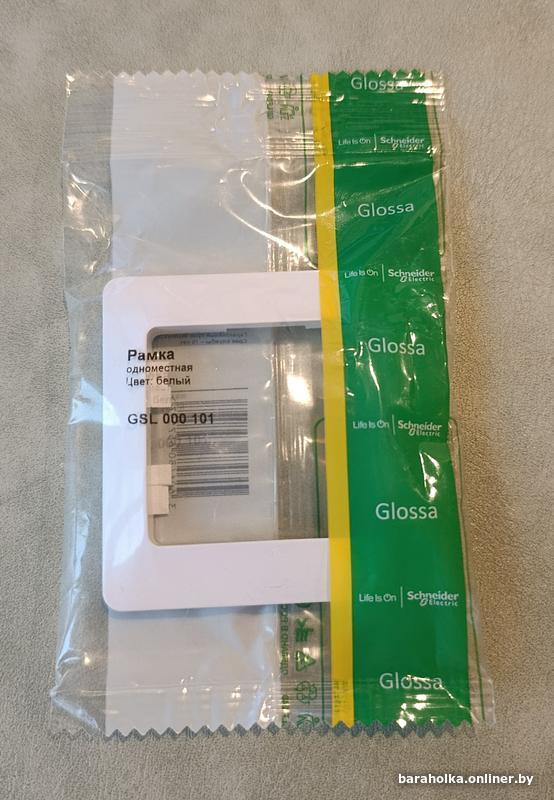 Glossa
Life Is On | Schneider Electric
Glossa
Life Is On | Schneider Electric
Glossa
Life Is On | Schneider Electric
Glossa
Life Is On | Schneider Electric
Glossa
Рамка
одноместная
Цвет: белый
GSL 000 101
baraholka.onliner.by